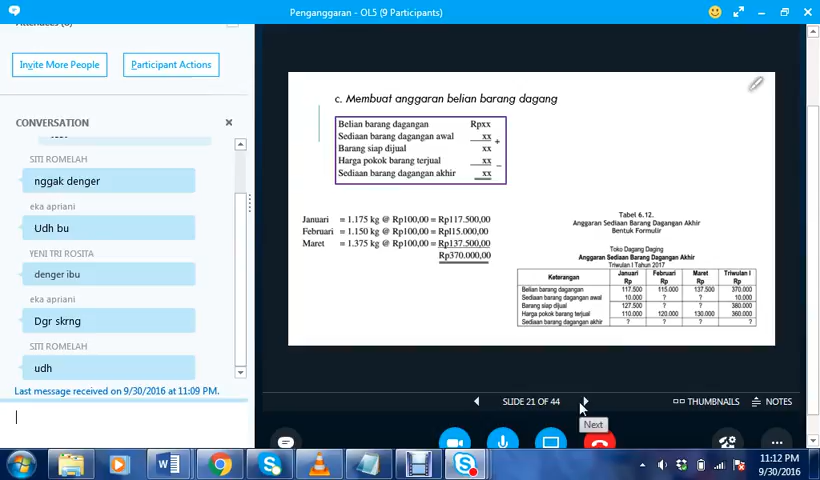 Penganggaran - OL5 (9 Participants)
Invite More People
Participant Actions
CONVERSATION
SITI ROMELAH
nggak denger
eka apriani
Udh bu
YENI TRI ROSITA
denger ibu
eka apriani
Dgr skrng
SITI ROMELAH
udh
Last message received on 9/30/2016 at 11:09 PM.
c. Membuat anggaran belian barang dagang
Belian barang dagangan Rpxx
Sediaan barang dagangan awal xx +
Barang siap dijual xx
Harga pokok barang terjual xx –
Sediaan barang dagangan akhir xx
Januari = 1.175 kg @ Rp100,00 = Rp117.500,00
Februari = 1.150 kg @ Rp100,00 = Rp115.000,00
Maret = 1.375 kg @ Rp100,00 = Rp137.500,00
Rp370.000,00
Tabel 6.12.
Anggaran Sediaan Barang Dagangan Akhir
Bentuk Formulir
Toko Dagang Daging
Anggaran Sediaan Barang Dagangan Akhir
Triwulan I Tahun 2017
Keterangan Januari Rp Februari Rp Maret Rp Triwulan I Rp
Belian barang dagangan 117.500 115.000 137.500 370.000
Sediaan barang dagangan awal 10.000 ? ? 10.000
Barang siap dijual 127.500 ? ? 380.000
Harga pokok barang terjual 110.000 120.000 130.000 360.000
Sediaan barang dagangan akhir ? ? ? ?
SLIDE 21 OF 44
THUMBNAILS
NOTES
Next
11:12 PM
9/30/2016